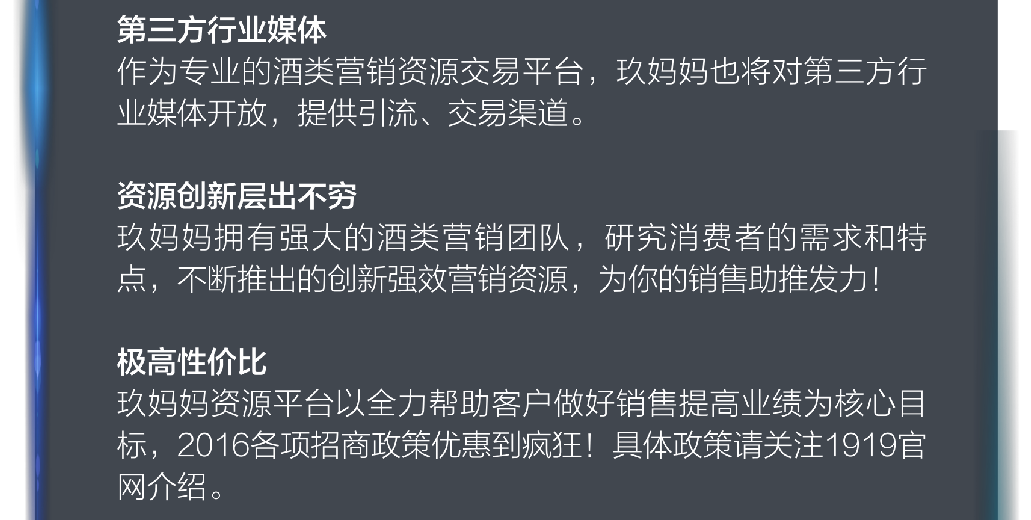 第三方行业媒体
作为专业的酒类营销资源交易平台，玖妈妈也将对第三方行
业媒体开放，提供引流、交易渠道。
资源创新层出不穷
玖妈妈拥有强大的酒类营销团队，研究消费者的需求和特
点，不断推出的创新强效营销资源，为你的销售助推发力！
极高性价比
玖妈妈资源平台以全力帮助客户做好销售提高业绩为核心目
标，2016各项招商政策优惠到疯狂！具体政策请关注1919官
网介绍。